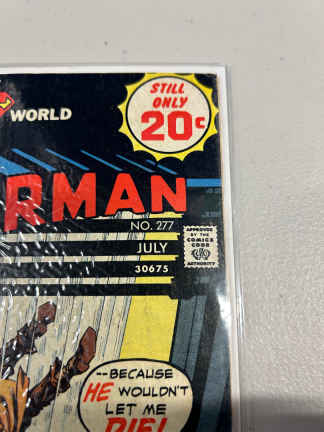 STILL
ONLY
20¢
WORLD
RMAN
NO. 277
JULY
30675
APPROVED
BY THE
COMICS
CODE
AUTHORITY
--BECAUSE
HE WOULDN'T
LET ME
DIE!